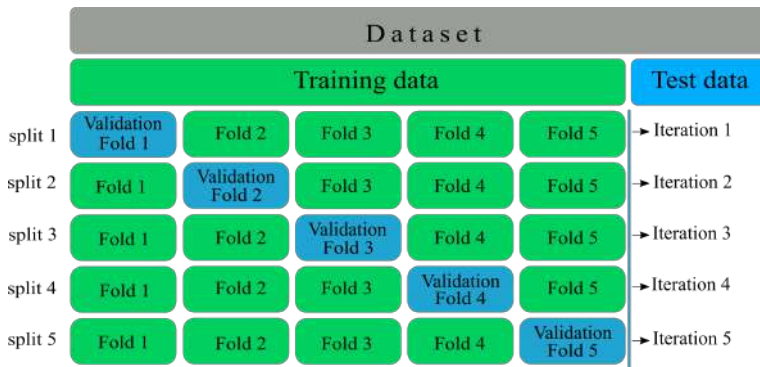 Dataset
Training data
Test data
split 1
Validation
Fold 1
Fold 2
Fold 3
Fold 4
Fold 5
Iteration 1
split 2
Fold 1
Validation
Fold 2
Fold 3
Fold 4
Fold 5
Iteration 2
split 3
Fold 1
Fold 2
Validation
Fold 3
Fold 4
Fold 5
Iteration 3
split 4
Fold 1
Fold 2
Fold 3
Validation
Fold 4
Fold 5
Iteration 4
split 5
Fold 1
Fold 2
Fold 3
Fold 4
Validation
Fold 5
Iteration 5